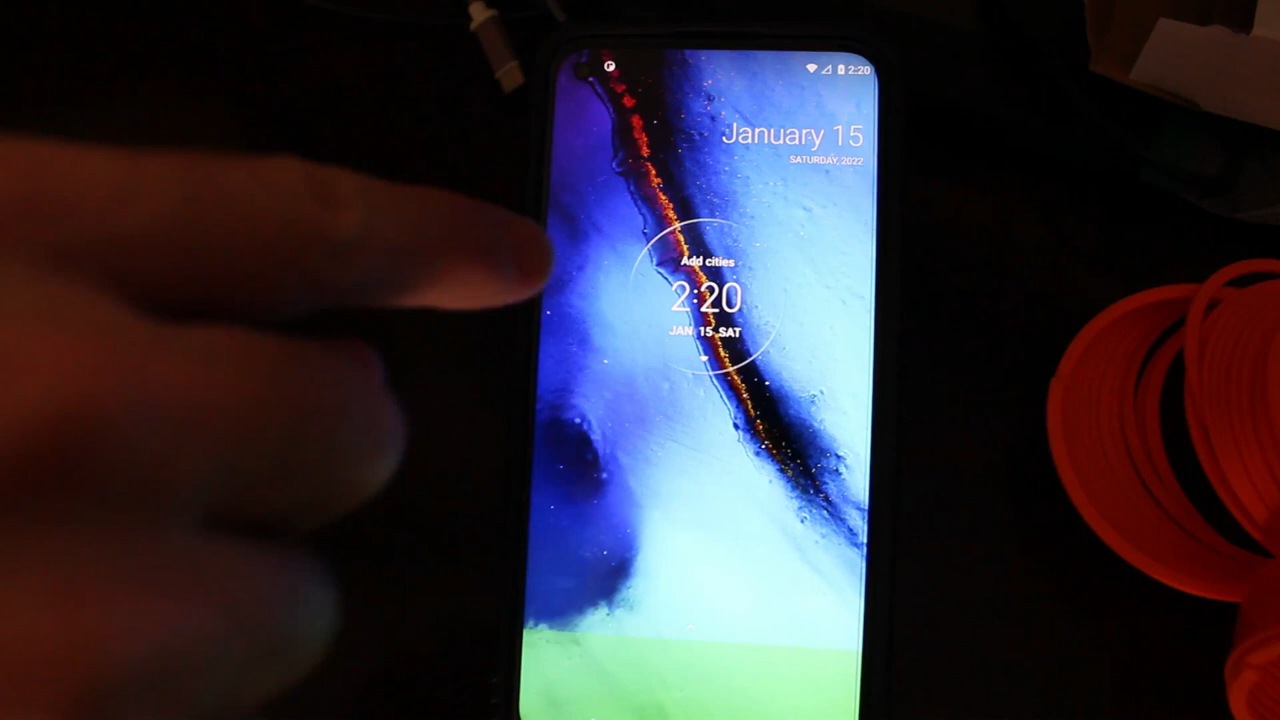 2:20
January 15
SATURDAY, 2022
Add cities
2:20
JAN 15 SAT